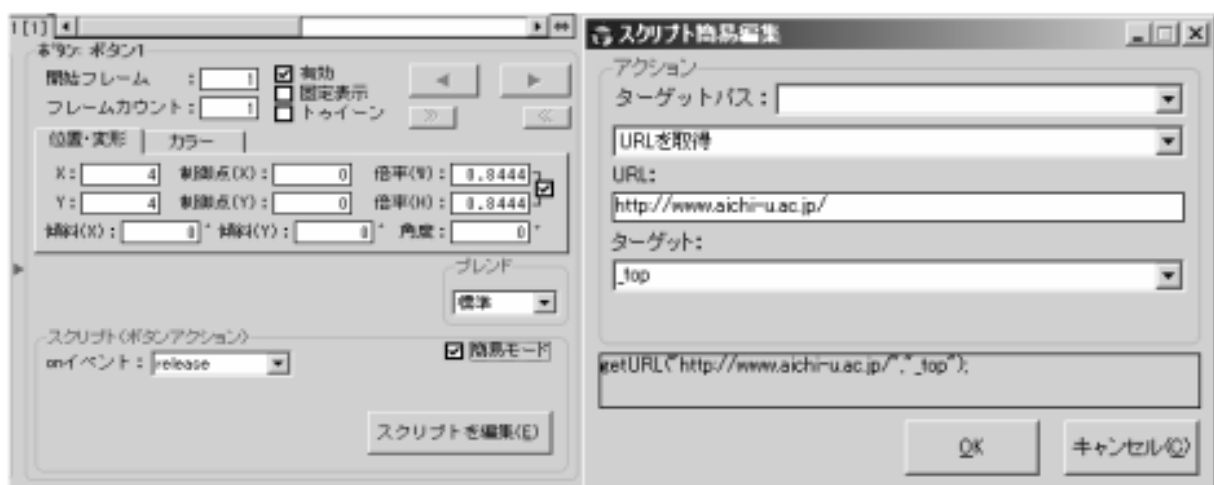 1[1]
ボタン: ボタン1
開始フレーム : 1
フレームカウント: 1
有効
固定表示
トゥイーン
位置・変形 カラー
X: 4 制御点(X): 0 倍率(W): 0.8444
Y: 4 制御点(Y): 0 倍率(H): 0.8444
傾斜(X): 0° 傾斜(Y): 0° 角度: 0°
ブレンド
標準
スクリプト(ボタンアクション)
onイベント: release
簡易モード
スクリプトを編集(E)
スクリプト簡易編集
アクション
ターゲットパス:
URLを取得
URL:
http://www.aichi-u.ac.jp/
ターゲット:
_top
getURL("http://www.aichi-u.ac.jp/","_top");
OK キャンセル(C)